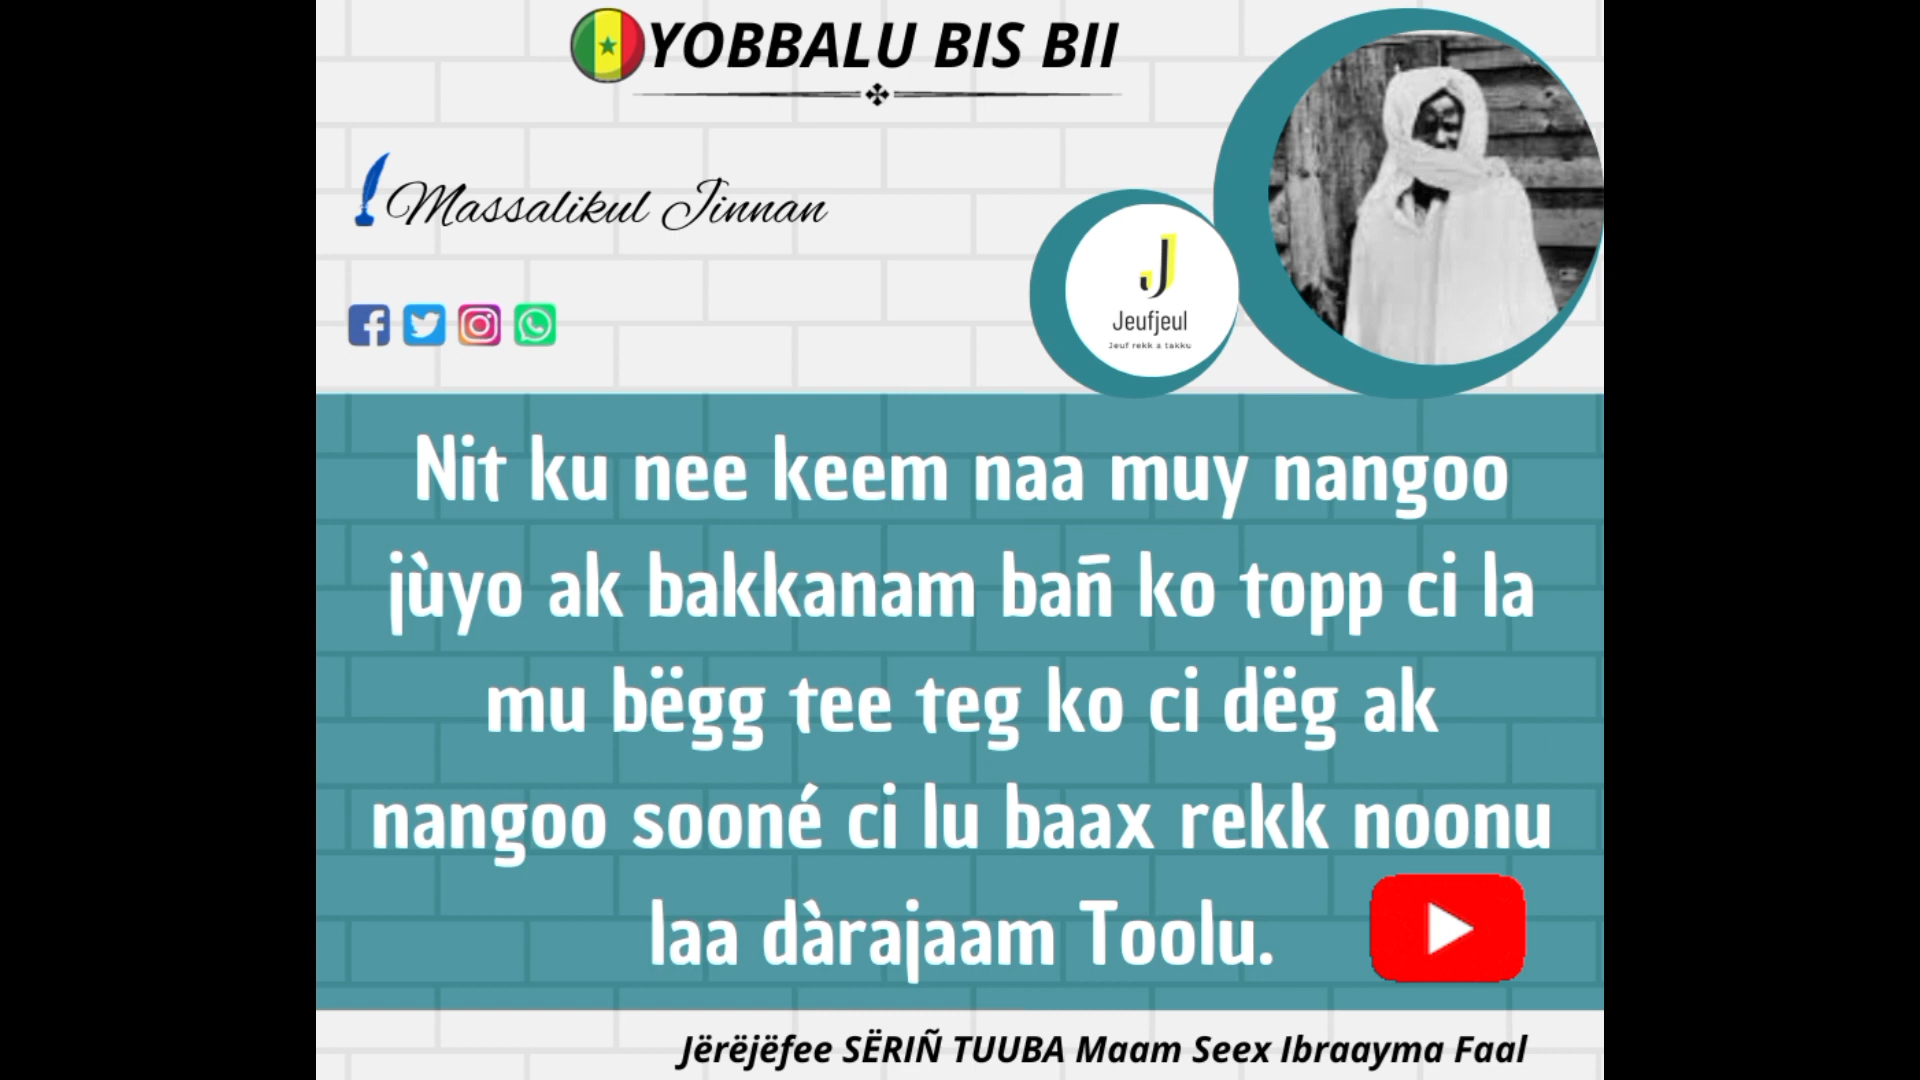 YOBBALU BIS BII
Massalikul Jinnan
J
Jeufjeul
Jeuf rekk a takku
Nit ku nee keem naa muy nangoo
jùyo ak bakkanam bañ ko topp ci la
mu bëgg tee teg ko ci dëg ak
nangoo sooné ci lu baax rekk noonu
laa dàrajaam Toolu.
Jërëjëfee SËRIÑ TUUBA Maam Seex Ibraayma Faal